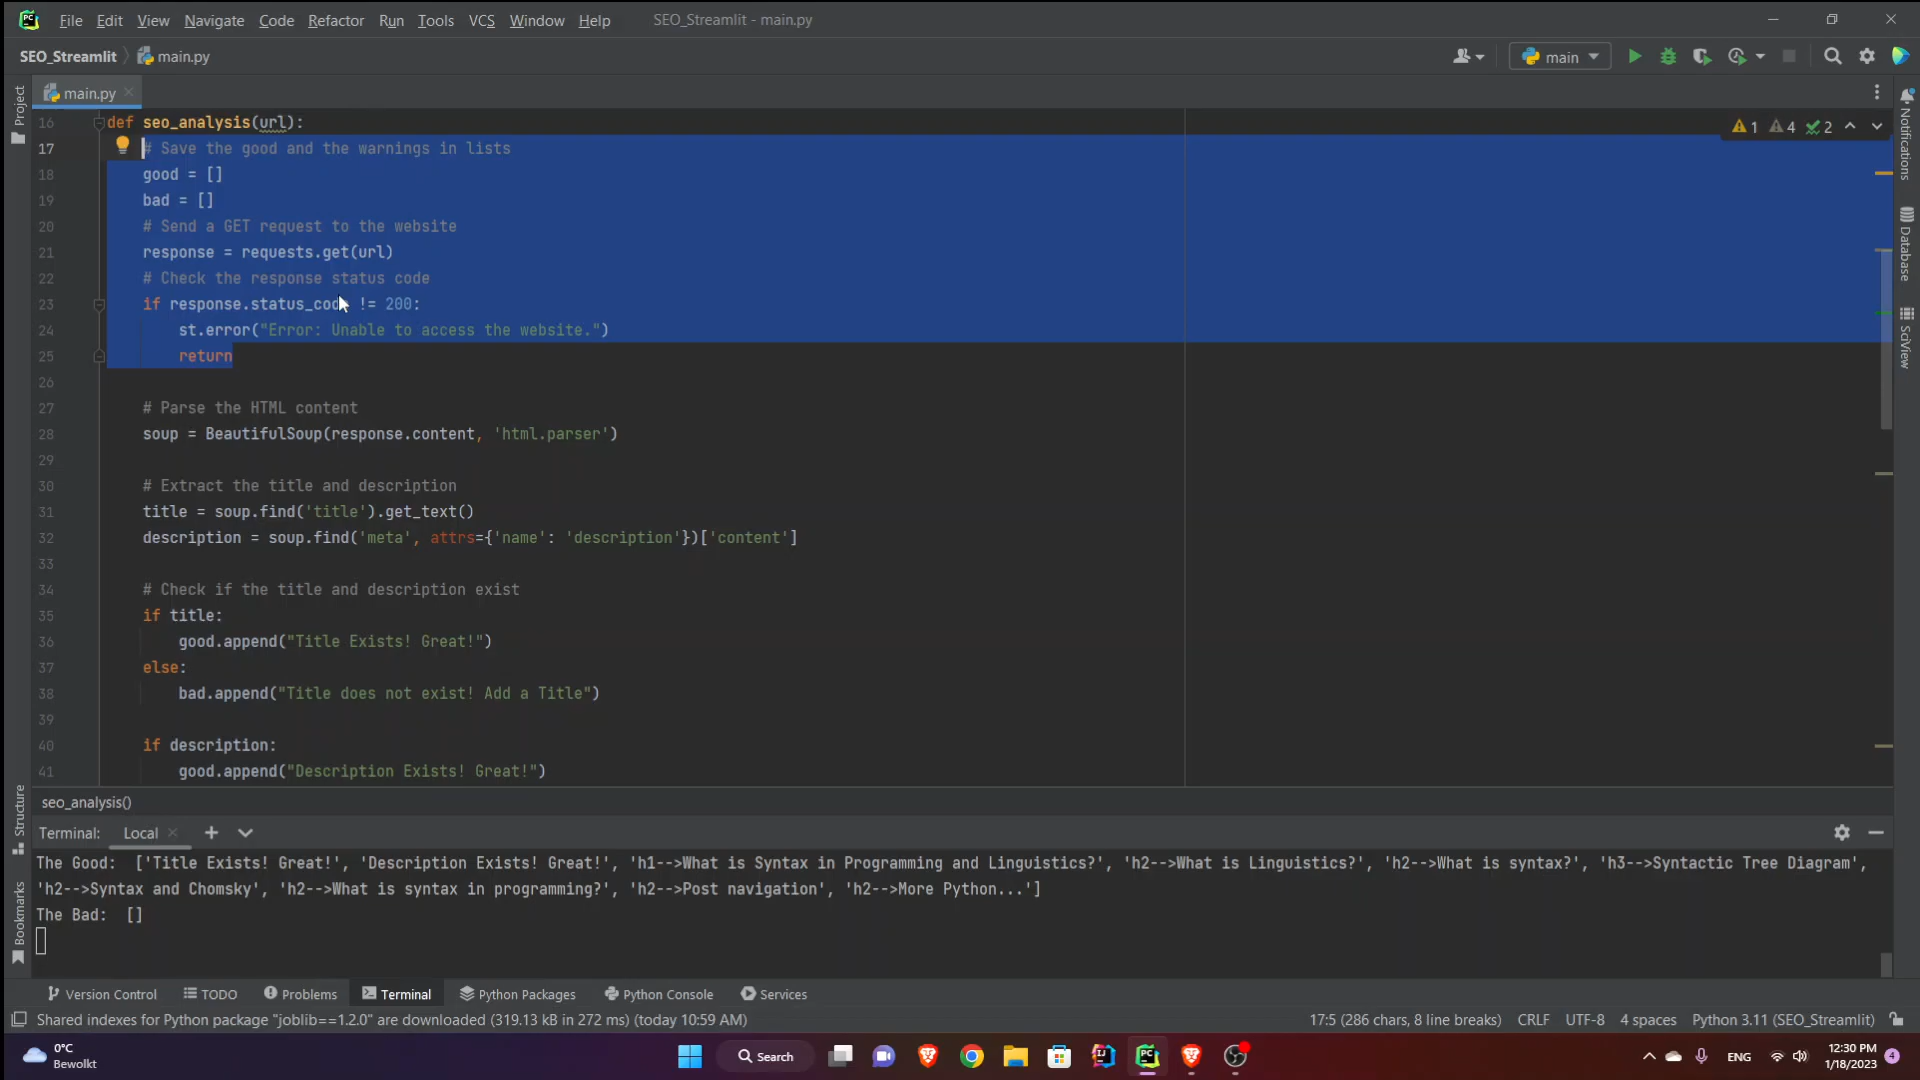 File Edit View Navigate Code Refactor Run Tools VCS Window Help SEO_Streamlit - main.py
SEO_Streamlit main.py main
main.py
Project
Notifications
Database
SciView
Structure
Bookmarks
1 4 2
16 def seo_analysis(url):
17 # Save the good and the warnings in lists
18 good = []
19 bad = []
20 # Send a GET request to the website
21 response = requests.get(url)
22 # Check the response status code
23 if response.status_code != 200:
24 st.error("Error: Unable to access the website.")
25 return
26
27 # Parse the HTML content
28 soup = BeautifulSoup(response.content, 'html.parser')
29
30 # Extract the title and description
31 title = soup.find('title').get_text()
32 description = soup.find('meta', attrs={'name': 'description'})['content']
33
34 # Check if the title and description exist
35 if title:
36 good.append("Title Exists! Great!")
37 else:
38 bad.append("Title does not exist! Add a Title")
39
40 if description:
41 good.append("Description Exists! Great!")
seo_analysis()
Terminal: Local
The Good:  ['Title Exists! Great!', 'Description Exists! Great!', 'h1-->What is Syntax in Programming and Linguistics?', 'h2-->What is Linguistics?', 'h2-->What is syntax?', 'h3-->Syntactic Tree Diagram',
'h2-->Syntax and Chomsky', 'h2-->What is syntax in programming?', 'h2-->Post navigation', 'h2-->More Python...']
The Bad:  []
Version Control TODO Problems Terminal Python Packages Python Console Services
Shared indexes for Python package "joblib==1.2.0" are downloaded (319.13 kB in 272 ms) (today 10:59 AM) 17:5 (286 chars, 8 line breaks) CRLF UTF-8 4 spaces Python 3.11 (SEO_Streamlit)
0°C
Bewolkt
Search
ENG
12:30 PM
1/18/2023
4